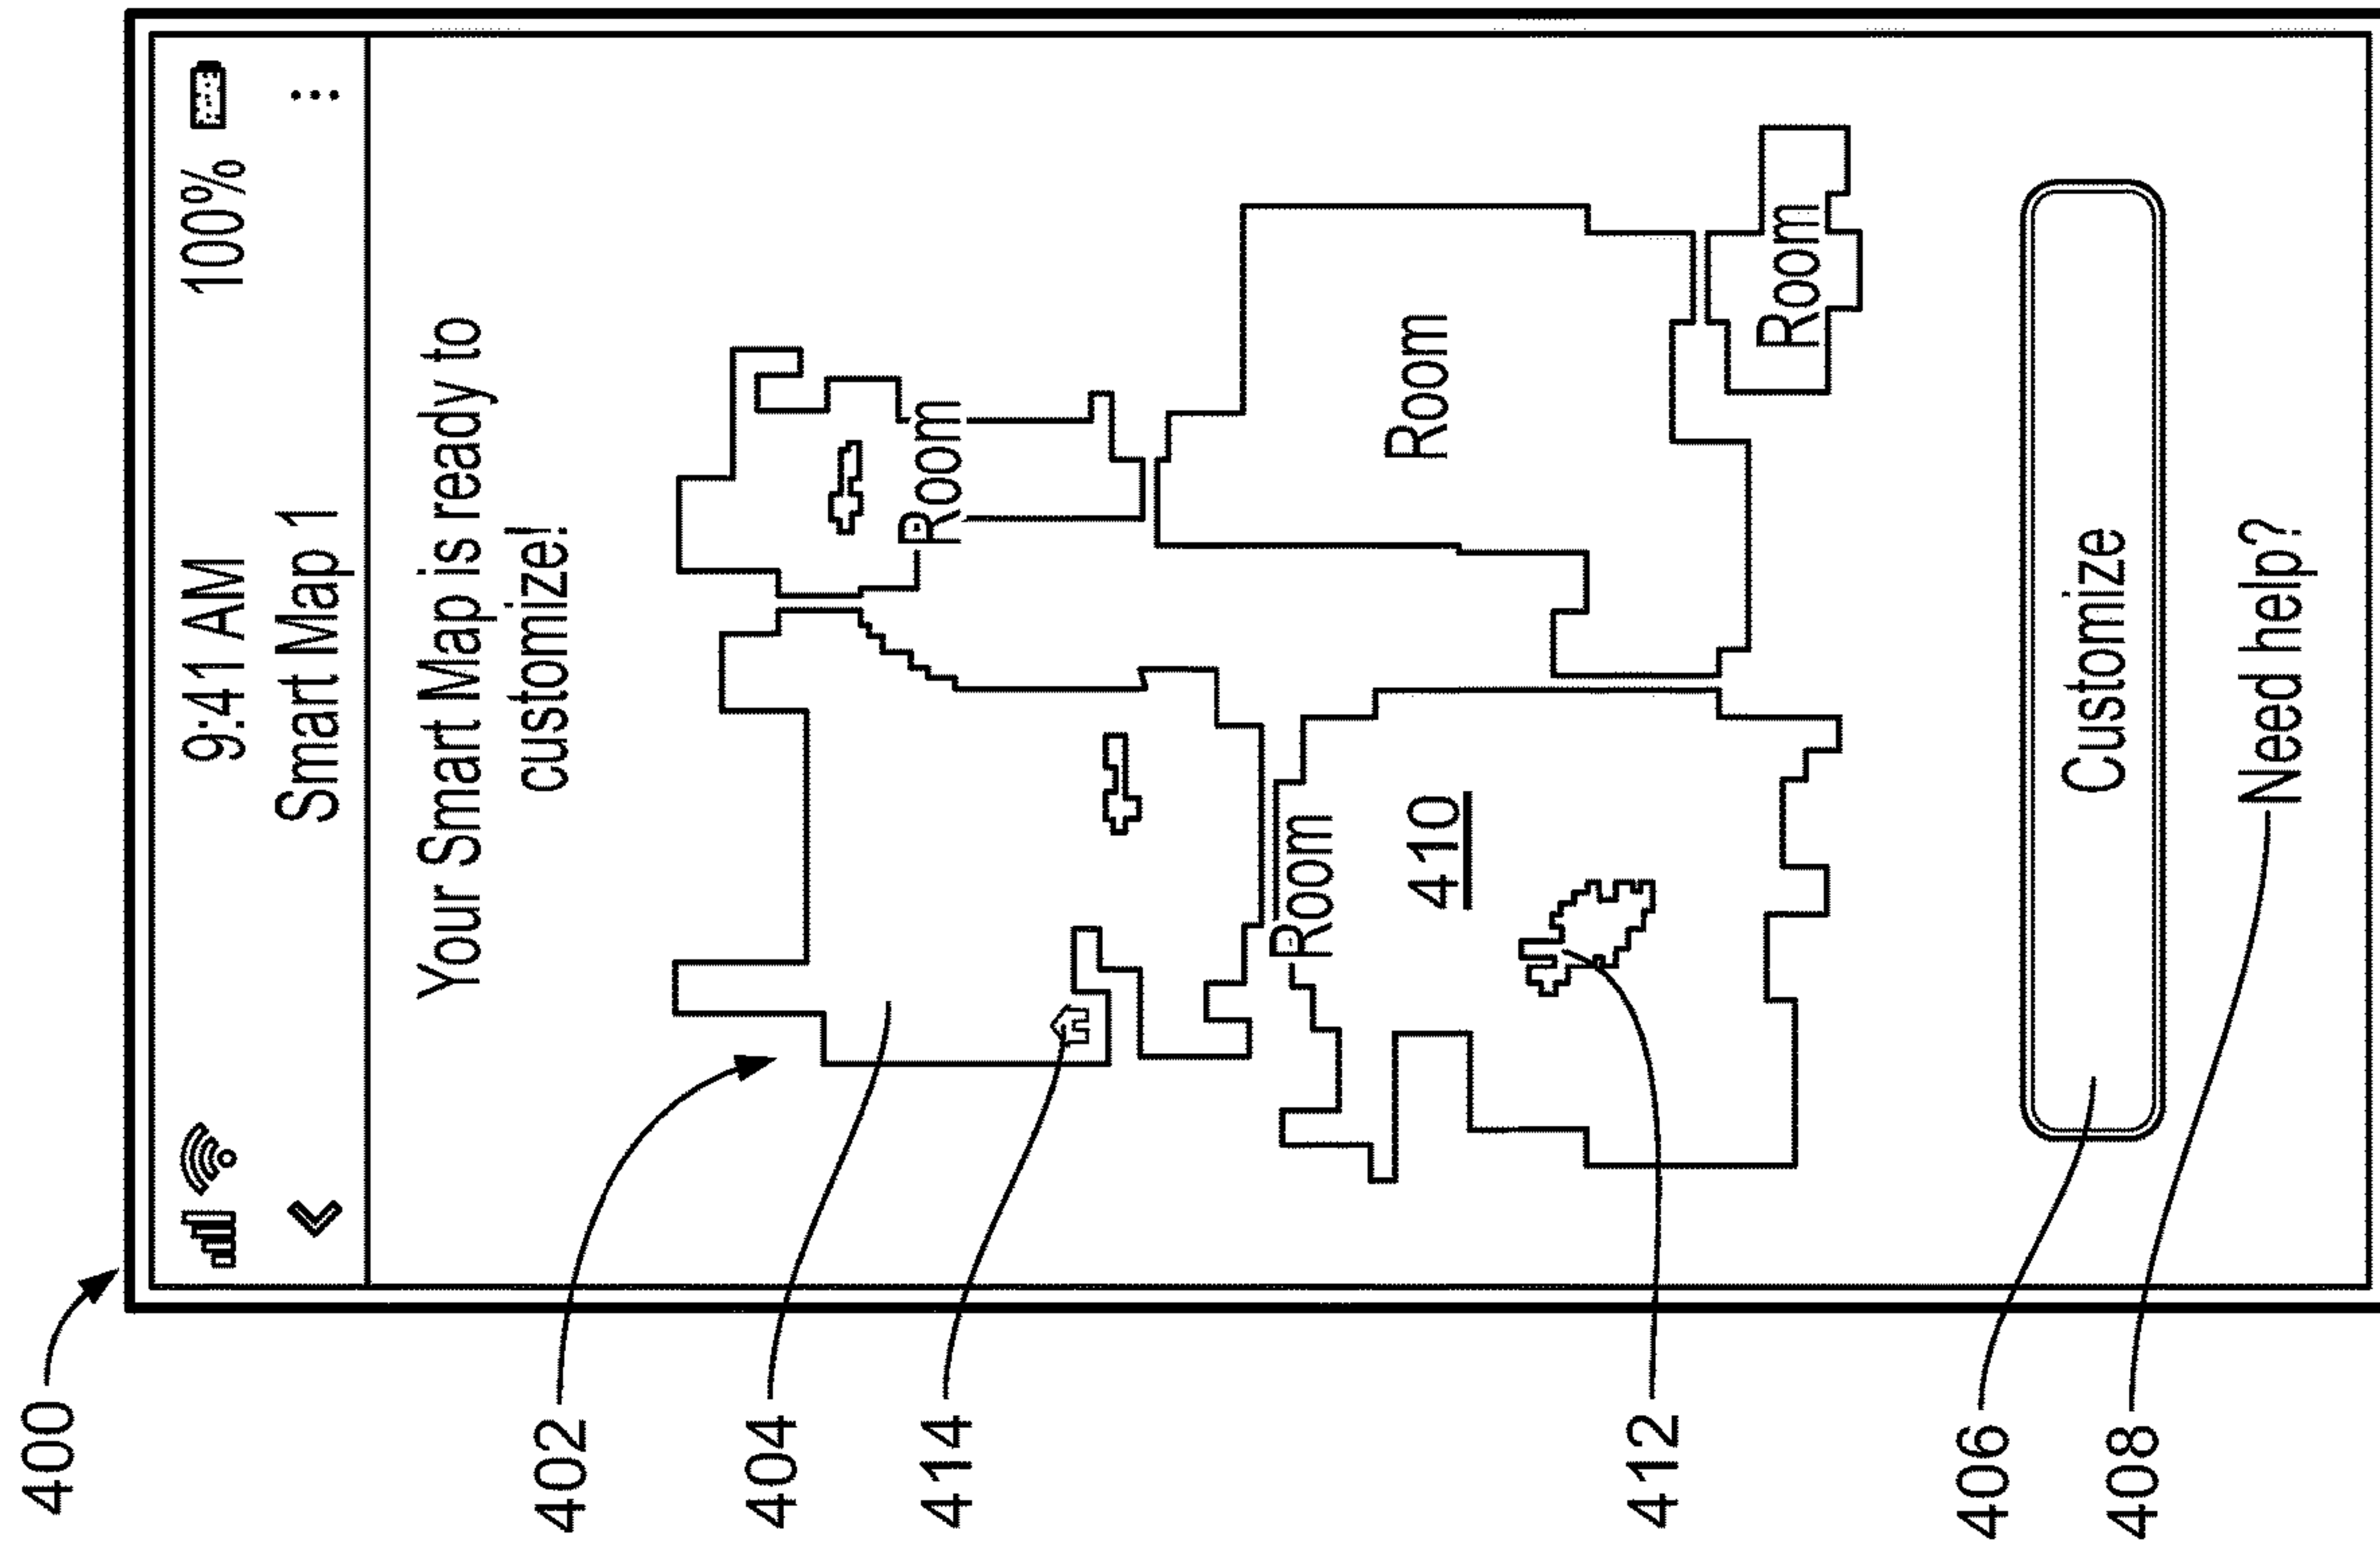 400
9:41 AM
100%
Smart Map 1
Your Smart Map is ready to
customize!
402
404
414
Room
Room
Room
410
Room
412
406
Customize
408
Need help?